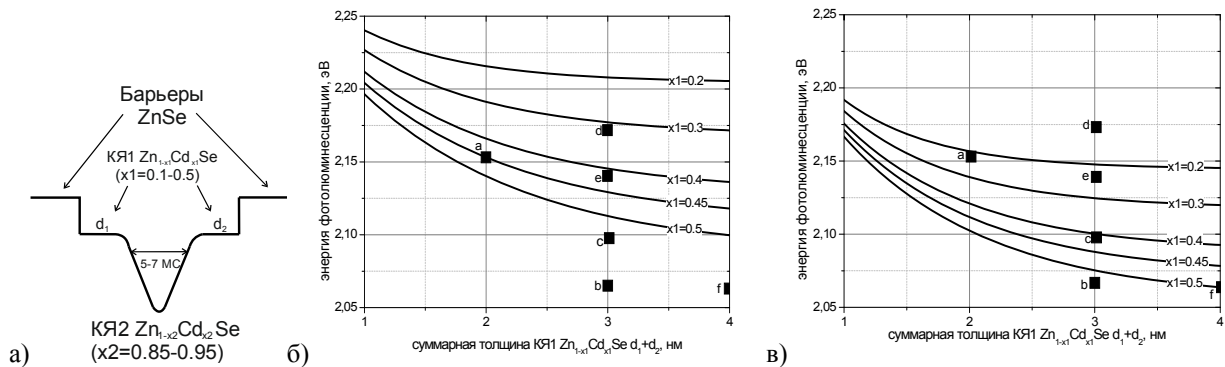 Барьеры
ZnSe
КЯ1 Zn1-x1Cdx1Se
(x1=0.1-0.5)
d1
d2
5-7 МС
КЯ2 Zn1-x2Cdx2Se
(x2=0.85-0.95)
а)
энергия фотолюминесценции, эВ
2,25
2,20
2,15
2,10
2,05
x1=0.2
x1=0.3
x1=0.4
x1=0.45
x1=0.5
a
d
e
c
b
f
1
2
3
4
суммарная толщина КЯ1 Zn1-x1Cdx1Se d1+d2, нм
б)
энергия фотолюминесценции, эВ
2,25
2,20
2,15
2,10
2,05
d
a
x1=0.2
e
x1=0.3
c
x1=0.4
x1=0.45
x1=0.5
b
f
1
2
3
4
суммарная толщина КЯ1 Zn1-x1Cdx1Se d1+d2, нм
в)